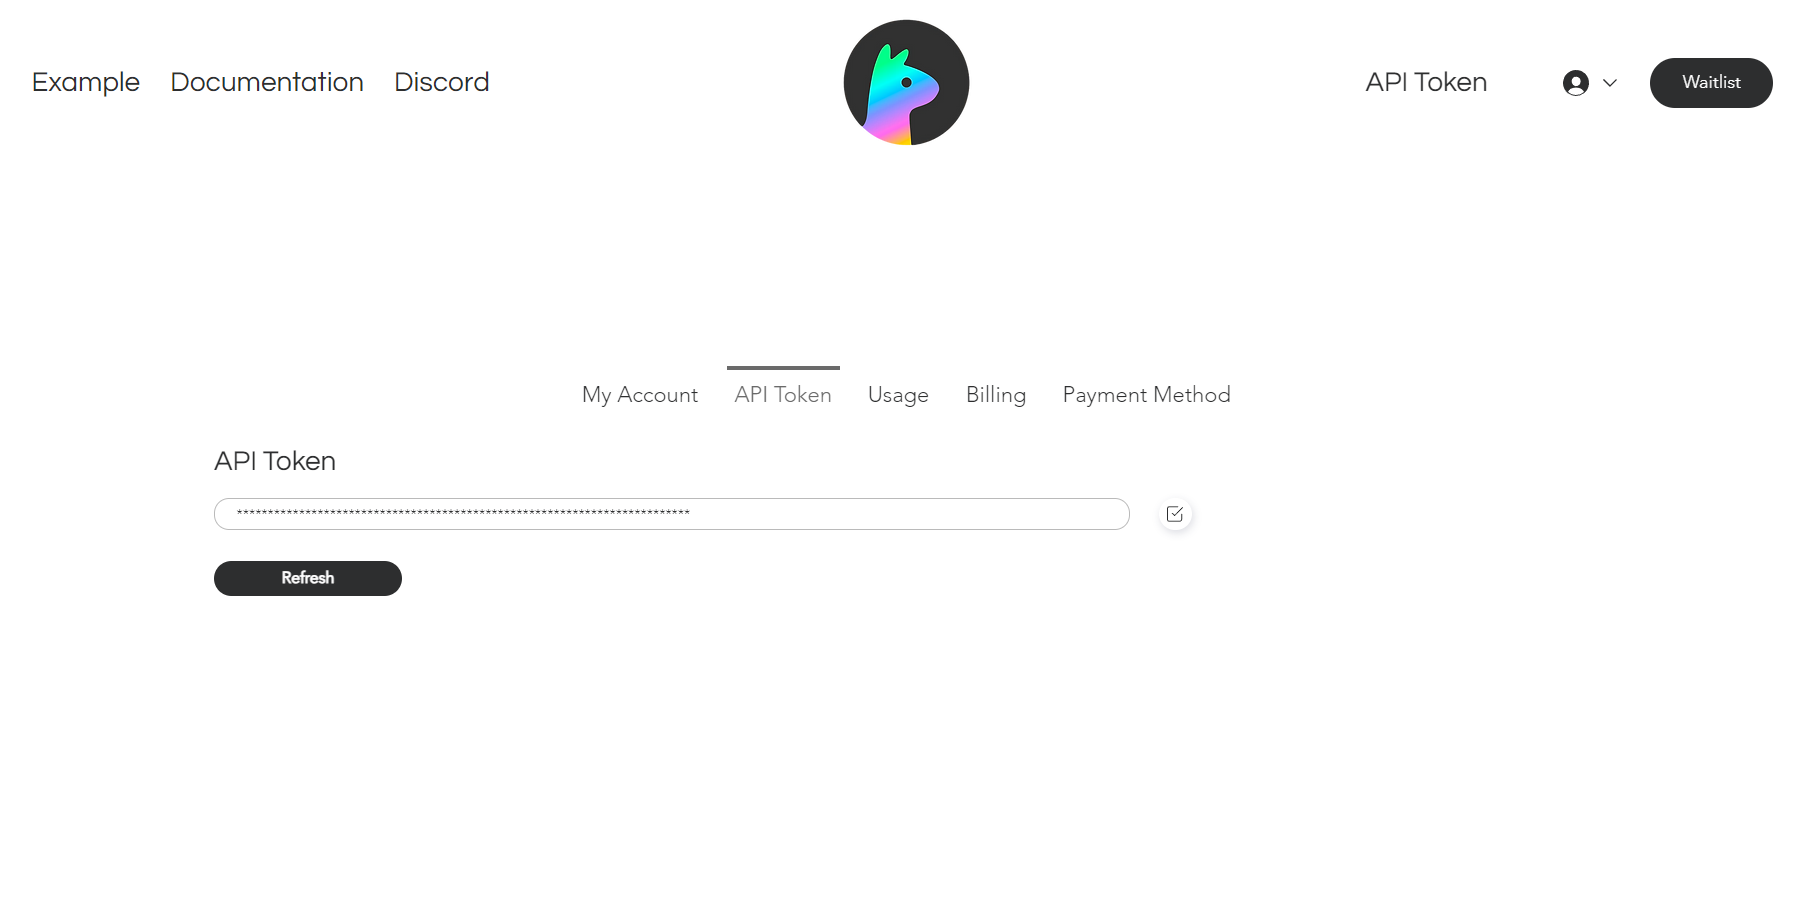 Example Documentation Discord API Token Waitlist
My Account API Token Usage Billing Payment Method
API Token
*************************************************************************
Refresh